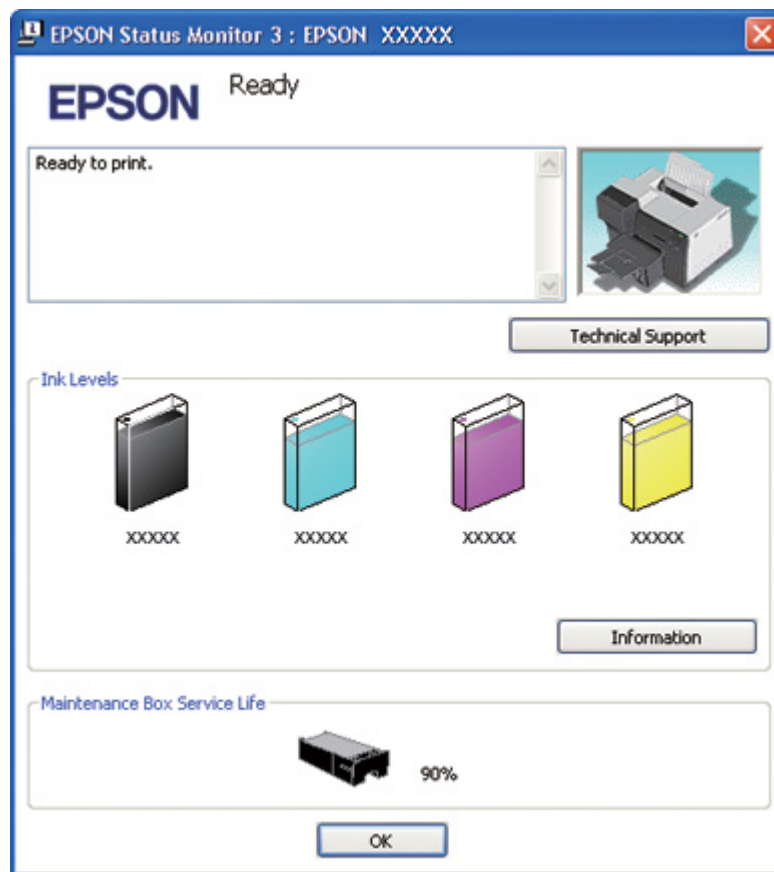 EPSON Status Monitor 3 : EPSON XXXXX
EPSON
Ready
Ready to print.
Technical Support
Ink Levels
XXXXX XXXXX XXXXX XXXXX
Information
Maintenance Box Service Life
90%
OK